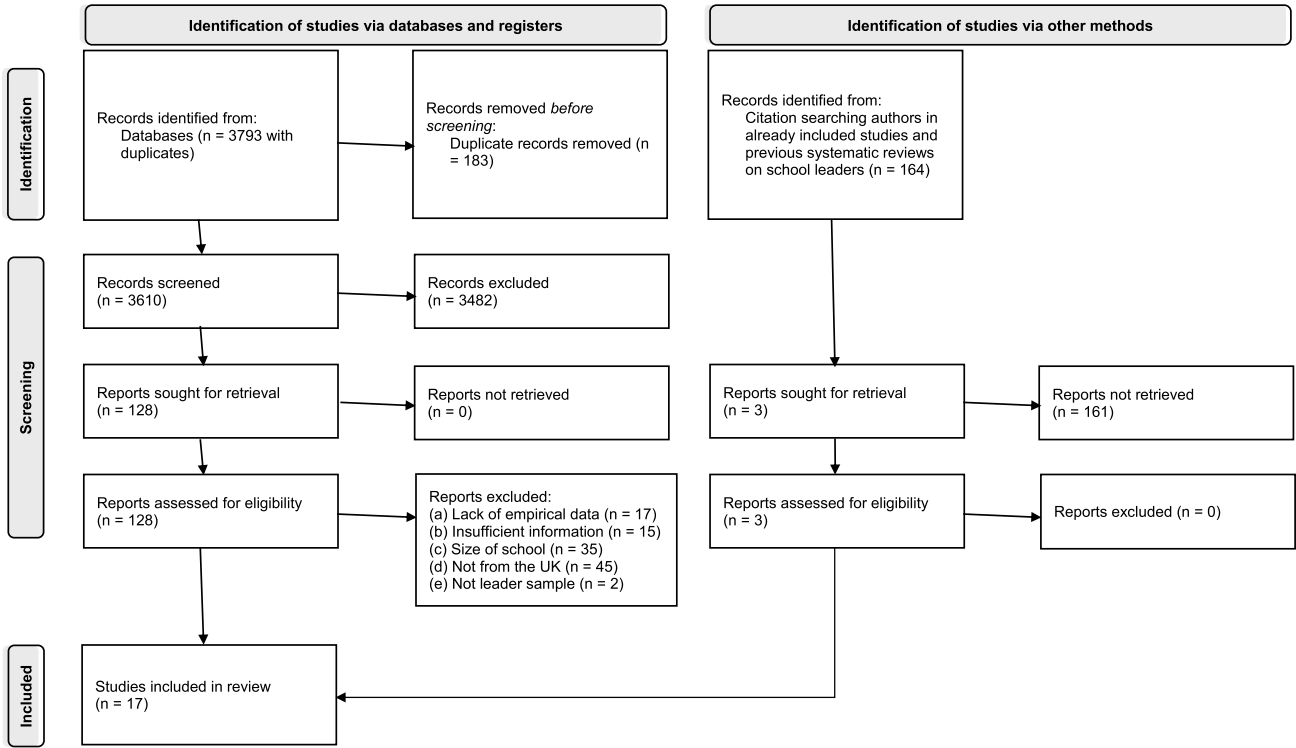 Identification of studies via databases and registers
Identification of studies via other methods
Identification
Records identified from:
Databases (n = 3793 with
duplicates)
Records removed before
screening:
Duplicate records removed (n
= 183)
Records identified from:
Citation searching authors in
already included studies and
previous systematic reviews
on school leaders (n = 164)
Screening
Records screened
(n = 3610)
Records excluded
(n = 3482)
Reports sought for retrieval
(n = 128)
Reports not retrieved
(n = 0)
Reports sought for retrieval
(n = 3)
Reports not retrieved
(n = 161)
Reports assessed for eligibility
(n = 128)
Reports excluded:
(a) Lack of empirical data (n = 17)
(b) Insufficient information (n = 15)
(c) Size of school (n = 35)
(d) Not from the UK (n = 45)
(e) Not leader sample (n = 2)
Reports assessed for eligibility
(n = 3)
Reports excluded (n = 0)
Included
Studies included in review
(n = 17)